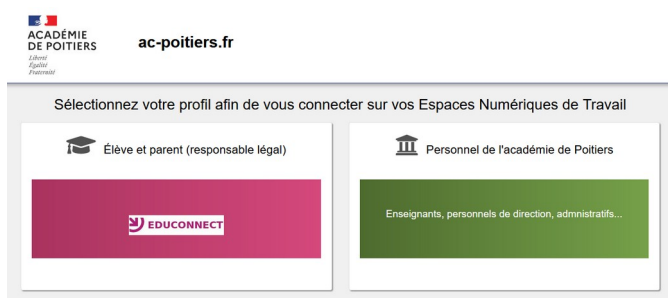 ACADÉMIE
DE POITIERS
Liberté
Égalité
Fraternité
ac-poitiers.fr
Sélectionnez votre profil afin de vous connecter sur vos Espaces Numériques de Travail
Élève et parent (responsable légal)
EDUCONNECT
Personnel de l'académie de Poitiers
Enseignants, personnels de direction, admnistratifs...